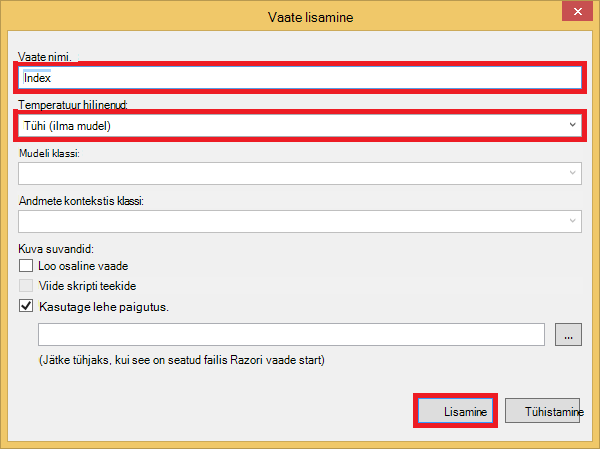 Vaate lisamine
Vaate nimi.
Index
Temperatuur hilinenud:
Tühi (ilma mudel)
Mudeli klassi:
Andmete kontekstis klassi:
Kuva suvandid:
Loo osaline vaade
Viide skripti teekide
Kasutage lehe paigutus.
...
(Jätke tühjaks, kui see on seatud failis Razori vaade start)
Lisamine
Tühistamine